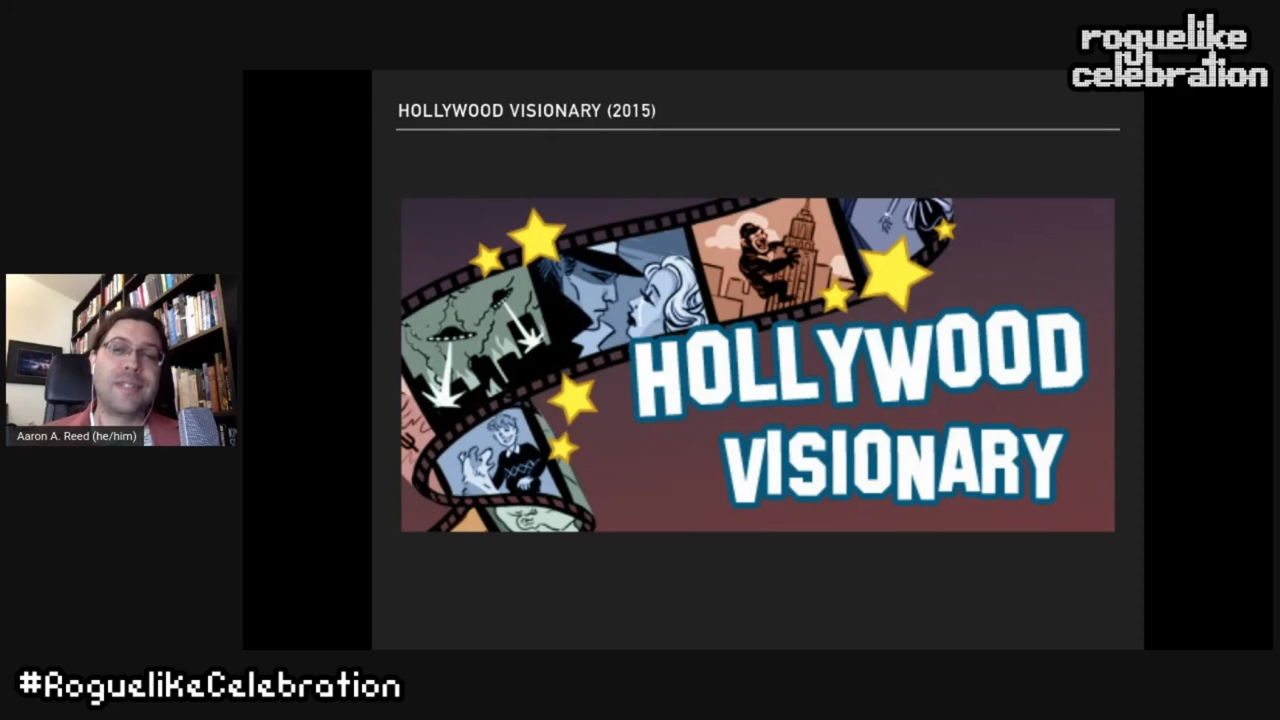 roguelike
celebration
HOLLYWOOD VISIONARY (2015)
HOLLYWOOD
VISIONARY
Aaron A. Reed (he/him)
#RoguelikeCelebration